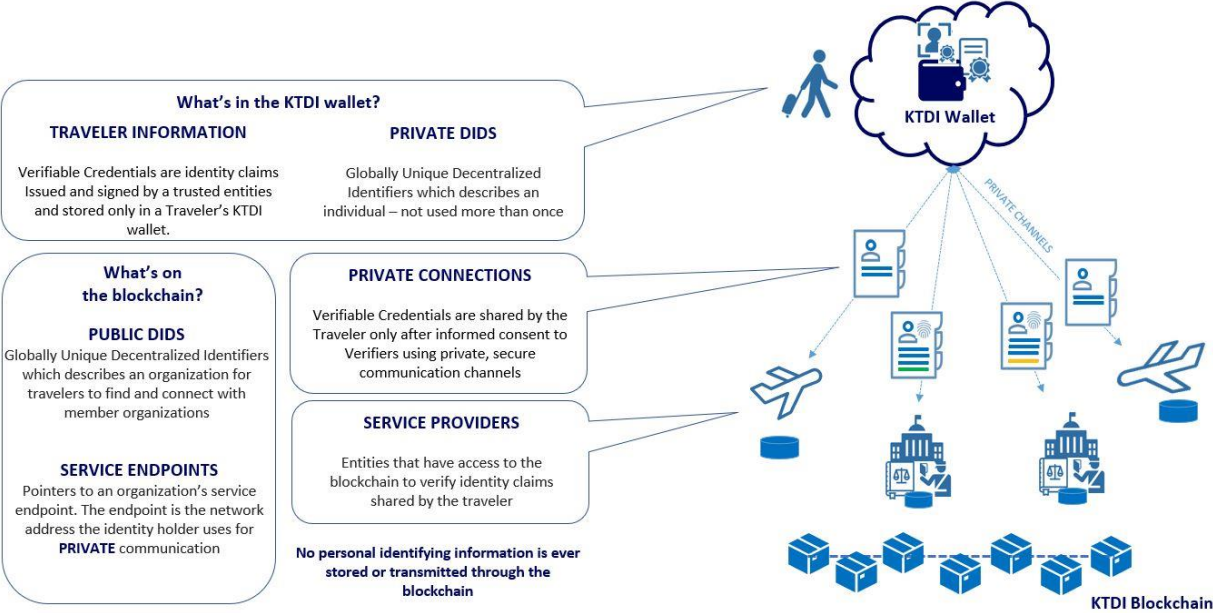 What's in the KTDI wallet?
TRAVELER INFORMATION
Verifiable Credentials are identity claims
Issued and signed by a trusted entities
and stored only in a Traveler's KTDI
wallet.
PRIVATE DIDS
Globally Unique Decentralized
Identifiers which describes an
individual – not used more than once
What's on
the blockchain?
PUBLIC DIDS
Globally Unique Decentralized Identifiers
which describes an organization for
travelers to find and connect with
member organizations
SERVICE ENDPOINTS
Pointers to an organization's service
endpoint. The endpoint is the network
address the identity holder uses for
PRIVATE communication
PRIVATE CONNECTIONS
Verifiable Credentials are shared by the
Traveler only after informed consent to
Verifiers using private, secure
communication channels
SERVICE PROVIDERS
Entities that have access to the
blockchain to verify identity claims
shared by the traveler
No personal identifying information is ever
stored or transmitted through the
blockchain
KTDI Wallet
PRIVATE CHANNELS
KTDI Blockchain